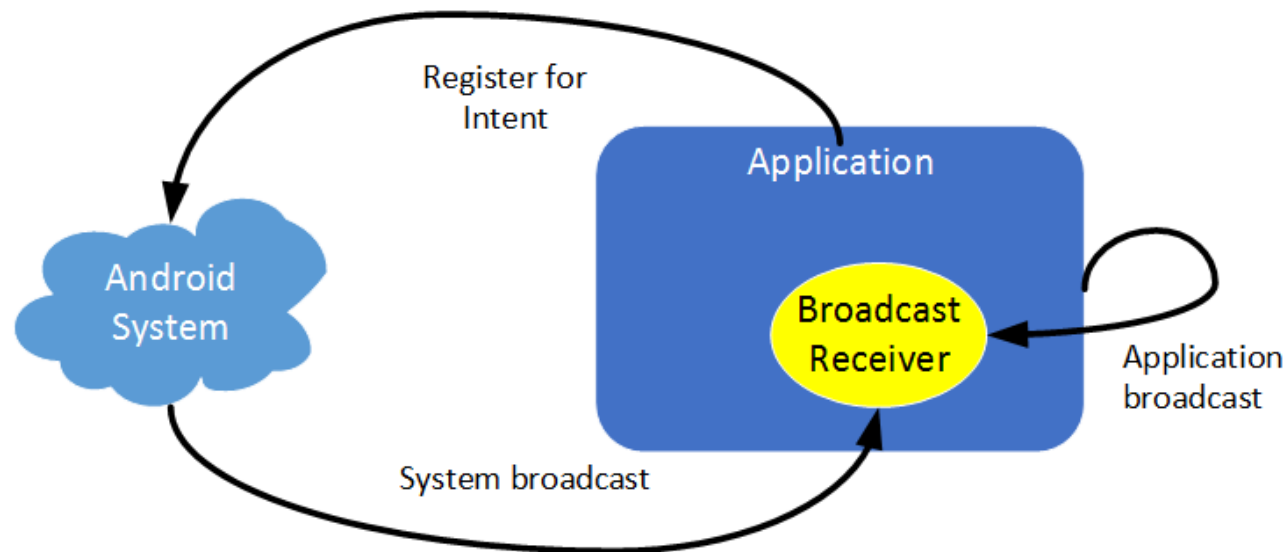 Register for
Intent
Application
Android
System
Broadcast
Receiver
Application
broadcast
System broadcast